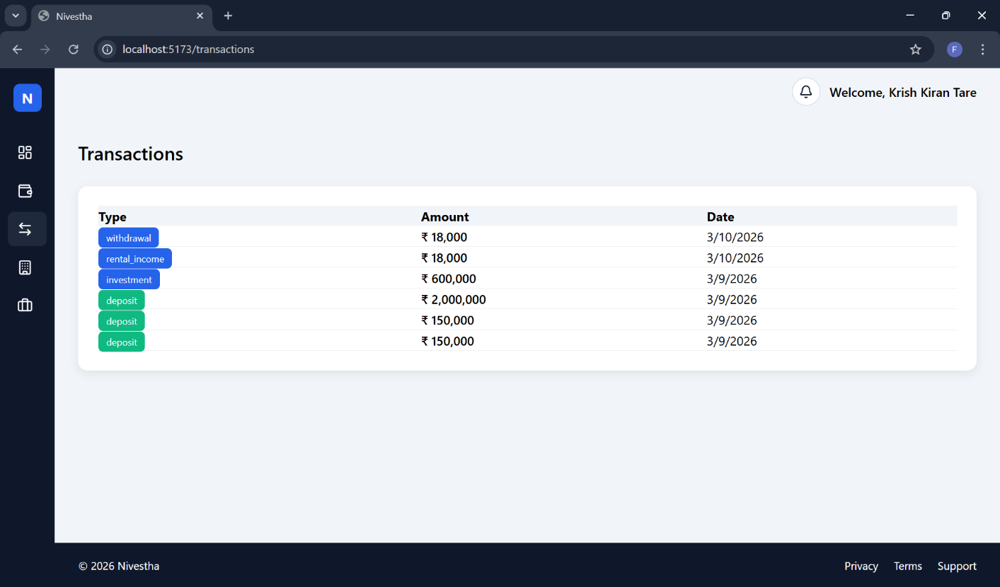 Nivestha
localhost:5173/transactions
F
N
Welcome, Krish Kiran Tare
Transactions
Type Amount Date
withdrawal ₹ 18,000 3/10/2026
rental_income ₹ 18,000 3/10/2026
investment ₹ 600,000 3/9/2026
deposit ₹ 2,000,000 3/9/2026
deposit ₹ 150,000 3/9/2026
deposit ₹ 150,000 3/9/2026
© 2026 Nivestha Privacy Terms Support